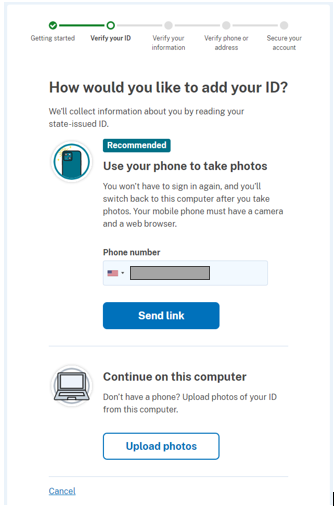 Getting started
Verify your ID
Verify your
information
Verify phone or
address
Secure your
account
How would you like to add your ID?
We'll collect information about you by reading your
state-issued ID.
Recommended
Use your phone to take photos
You won't have to sign in again, and you'll
switch back to this computer after you take
photos. Your mobile phone must have a camera
and a web browser.
Phone number
Send link
Continue on this computer
Don't have a phone? Upload photos of your ID
from this computer.
Upload photos
Cancel